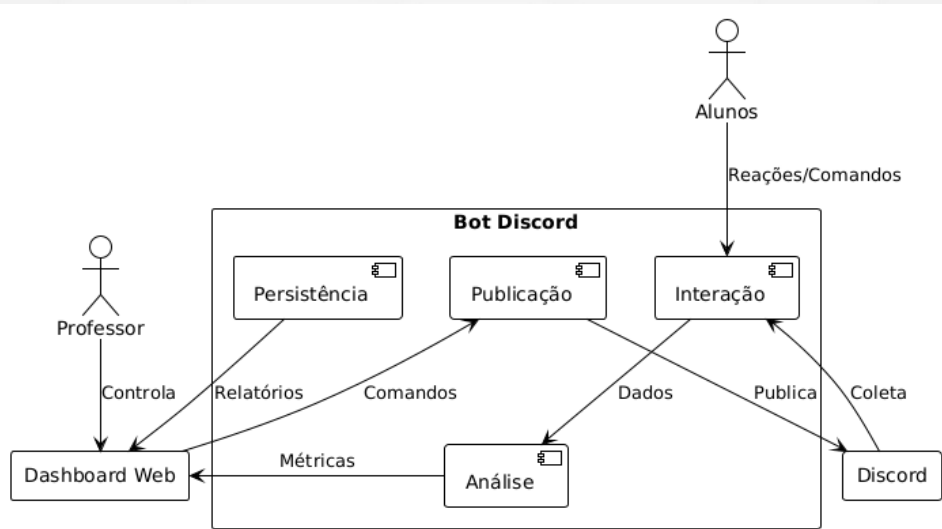 Alunos
Reações/Comandos
Bot Discord
Persistência
Publicação
Interação
Professor
Controla
Relatórios
Comandos
Dados
Publica
Coleta
Dashboard Web
Métricas
Análise
Discord